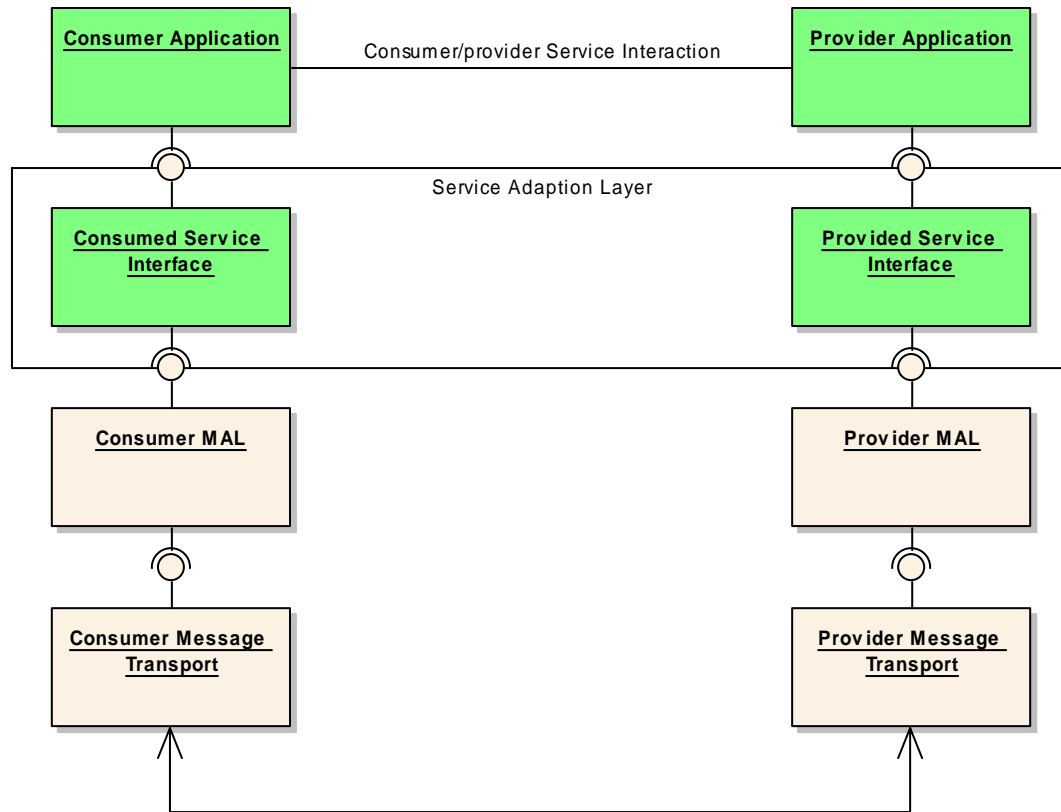 Consumer Application
Provider Application
Consumer/provider Service Interaction
Service Adaption Layer
Consumed Service
Interface
Provided Service
Interface
Consumer MAL
Provider MAL
Consumer Message
Transport
Provider Message
Transport